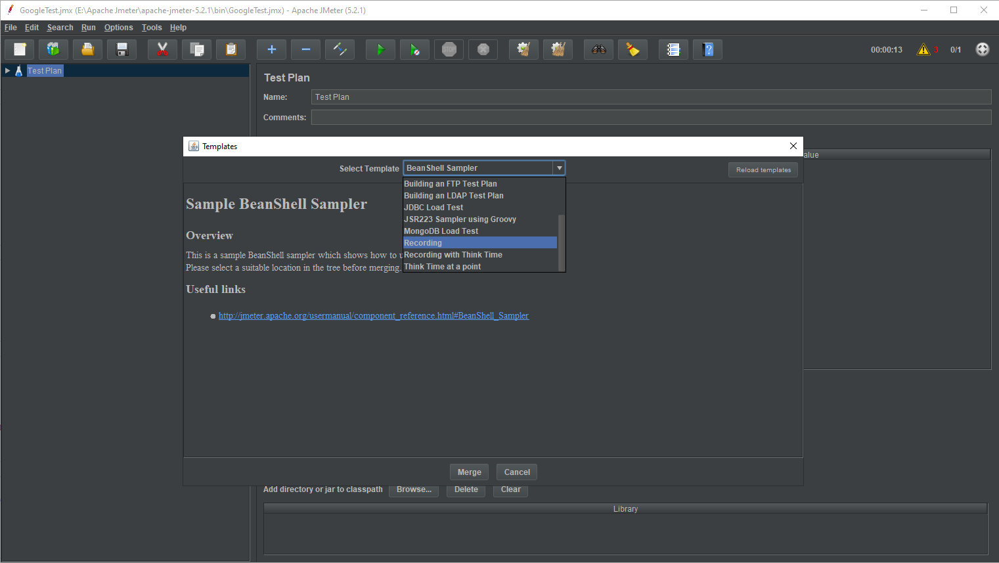 GoogleTest.jmx (E:\Apache Jmeter\apache-jmeter-5.2.1\bin\GoogleTest.jmx) - Apache JMeter (5.2.1)
File Edit Search Run Options Tools Help
STOP
00:00:13 3 0/1
Test Plan
Test Plan
Name: Test Plan
Comments:
Templates
alue
Select Template BeanShell Sampler Reload templates
Building an FTP Test Plan
Building an LDAP Test Plan
JDBC Load Test
JSR223 Sampler using Groovy
MongoDB Load Test
Recording
Recording with Think Time
Think Time at a point
Sample BeanShell Sampler
Overview
This is a sample BeanShell sampler which shows how to u
Please select a suitable location in the tree before merging.
Useful links
http://jmeter.apache.org/usermanual/component_reference.html#BeanShell_Sampler
Merge Cancel
Add directory or jar to classpath Browse... Delete Clear
Library